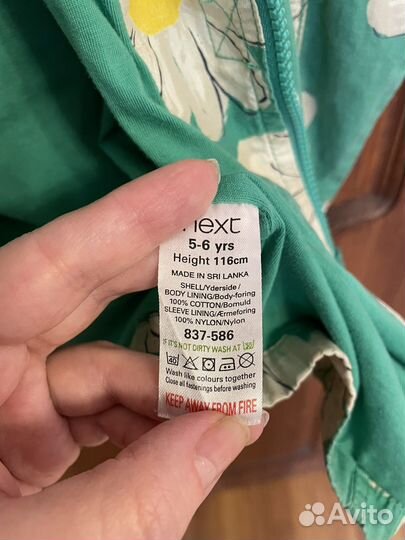 next
5-6 yrs
Height 116cm
MADE IN SRI LANKA
SHELL/Yderside/
BODY LINING/Body-foring
100% COTTON/Bomuld
SLEEVE LINING/Ærmeforing
100% NYLON/Nylon
837-586
IF IT'S NOT DIRTY WASH AT 30
40
Wash like colours together
Close all fastenings before washing
KEEP AWAY FROM FIRE
Avito